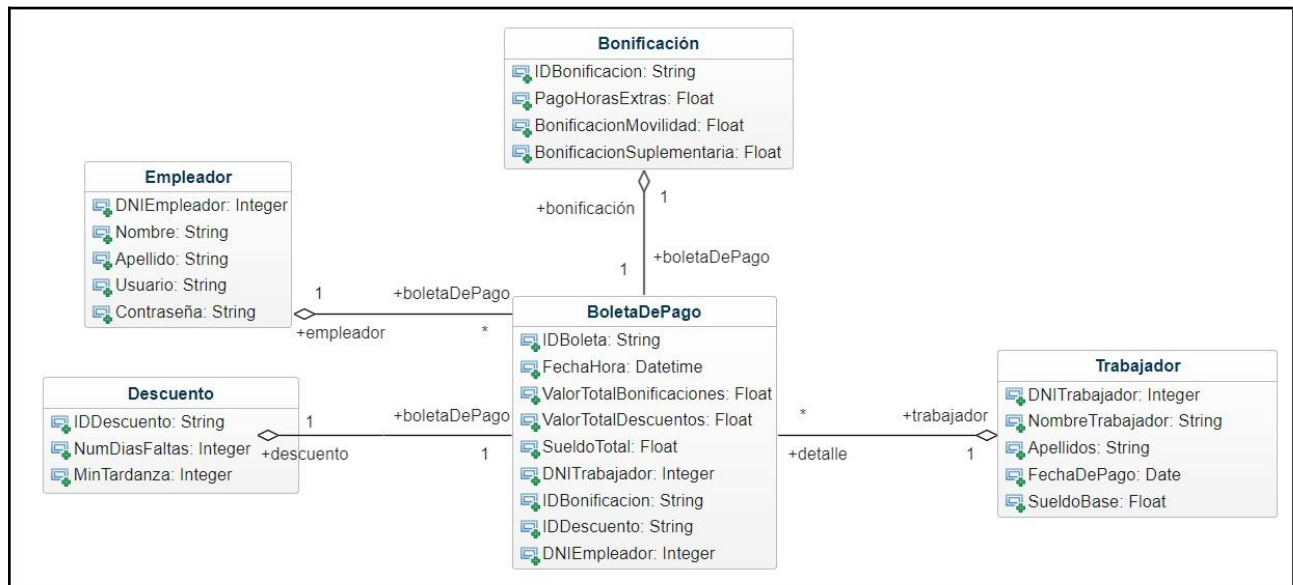 Bonificación
IDBonificacion: String
PagoHorasExtras: Float
BonificacionMovilidad: Float
BonificacionSuplementaria: Float
Empleador
DNIEmpleador: Integer
Nombre: String
Apellido: String
Usuario: String
Contraseña: String
1
+bonificación
1
+boletaDePago
1
+boletaDePago
+empleador
*
BoletaDePago
IDBoleta: String
FechaHora: Datetime
ValorTotalBonificaciones: Float
ValorTotalDescuentos: Float
SueldoTotal: Float
DNITrabajador: Integer
IDBonificacion: String
IDDescuento: String
DNIEmpleador: Integer
Descuento
IDDescuento: String
NumDiasFaltas: Integer
MinTardanza: Integer
1
+boletaDePago
+descuento
1
*
+trabajador
+detalle
1
Trabajador
DNITrabajador: Integer
NombreTrabajador: String
Apellidos: String
FechaDePago: Date
SueldoBase: Float